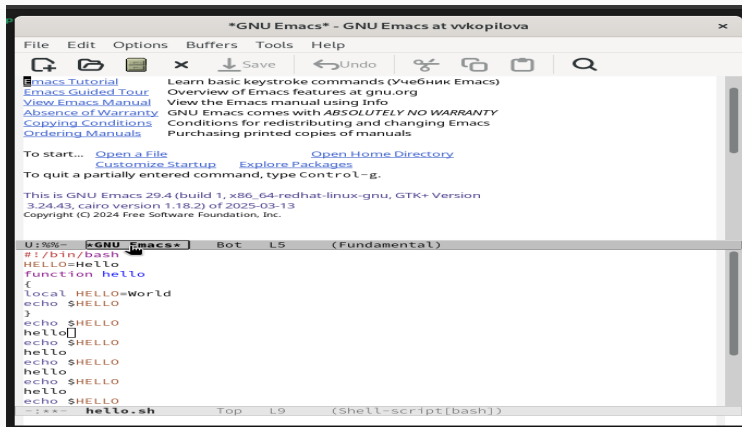 *GNU Emacs* - GNU Emacs at vvkopilova
File Edit Options Buffers Tools Help
Save Undo
Emacs Tutorial Learn basic keystroke commands (Учебник Emacs)
Emacs Guided Tour Overview of Emacs features at gnu.org
View Emacs Manual View the Emacs manual using Info
Absence of Warranty GNU Emacs comes with ABSOLUTELY NO WARRANTY
Copying Conditions Conditions for redistributing and changing Emacs
Ordering Manuals Purchasing printed copies of manuals
To start... Open a File Open Home Directory
Customize Startup Explore Packages
To quit a partially entered command, type Control-g.
This is GNU Emacs 29.4 (build 1, x86_64-redhat-linux-gnu, GTK+ Version
3.24.43, cairo version 1.18.2) of 2025-03-13
Copyright (C) 2024 Free Software Foundation, Inc.
U:%%- *GNU Emacs* Bot L5 (Fundamental)
#!/bin/bash
HELLO=Hello
function hello
{
local HELLO=World
echo $HELLO
}
echo $HELLO
hello
echo $HELLO
hello
echo $HELLO
hello
echo $HELLO
hello
echo $HELLO
-:**- hello.sh Top L9 (Shell-script[bash])